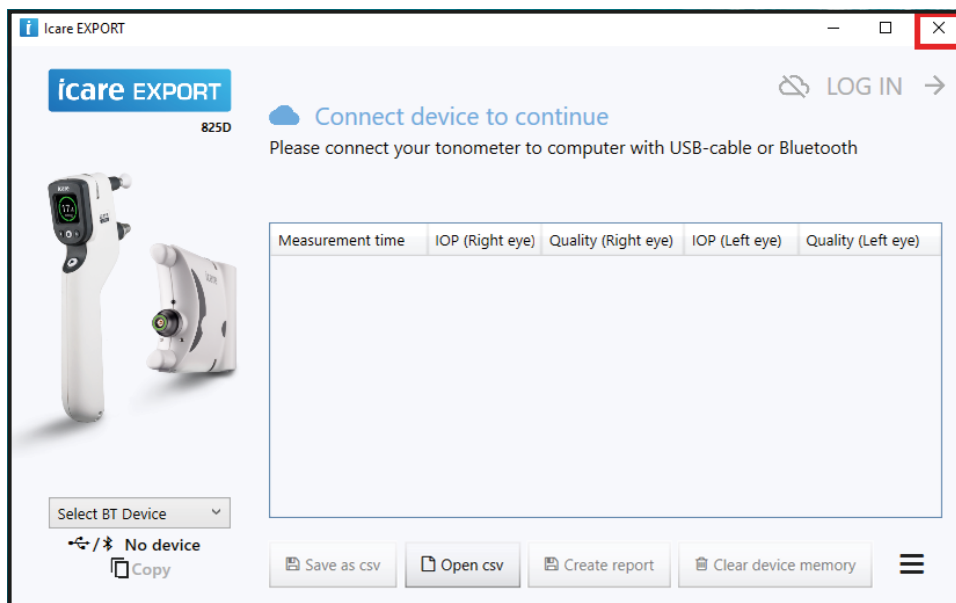 Icare EXPORT
icare EXPORT
825D
LOG IN
Connect device to continue
Please connect your tonometer to computer with USB-cable or Bluetooth
Measurement time IOP (Right eye) Quality (Right eye) IOP (Left eye) Quality (Left eye)
Select BT Device
/ No device
Copy
Save as csv Open csv Create report Clear device memory